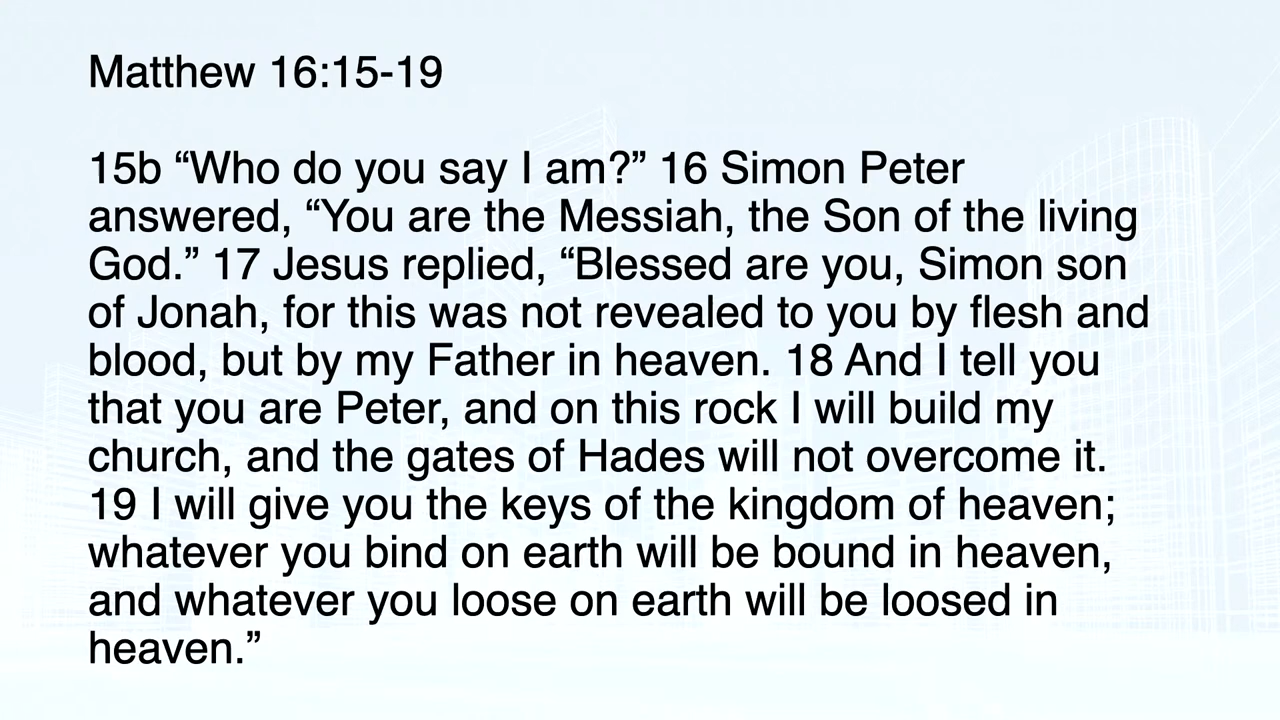 Matthew 16:15-19
15b “Who do you say I am?” 16 Simon Peter
answered, “You are the Messiah, the Son of the living
God.” 17 Jesus replied, “Blessed are you, Simon son
of Jonah, for this was not revealed to you by flesh and
blood, but by my Father in heaven. 18 And I tell you
that you are Peter, and on this rock I will build my
church, and the gates of Hades will not overcome it.
19 I will give you the keys of the kingdom of heaven;
whatever you bind on earth will be bound in heaven,
and whatever you loose on earth will be loosed in
heaven.”